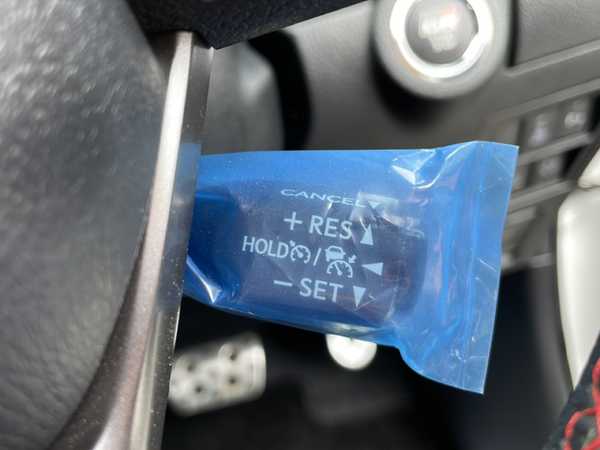 CANCEL▼
+ RES▲
HOLD / ◀
− SET▼